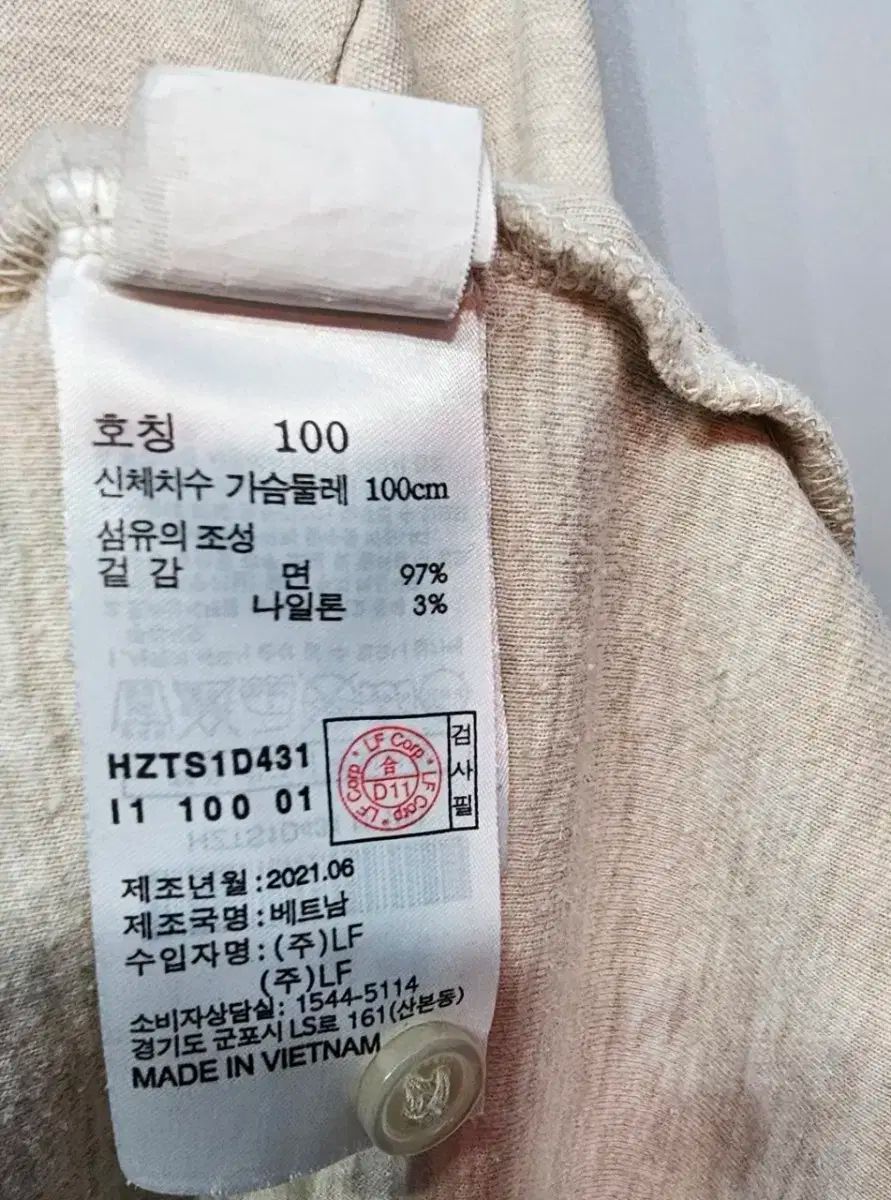 호칭 100
신체치수 가슴둘레 100cm
섬유의 조성
겉 감 면 97%
나일론 3%
HZTS1D431
I1 100 01
LF Corp * LF Corp * LF Corp *
合
D11
검사필
제조년월 : 2021.06
제조국명 : 베트남
수입자명 : (주)LF
(주)LF
소비자상담실: 1544-5114
경기도 군포시 LS로 161(산본동)
MADE IN VIETNAM